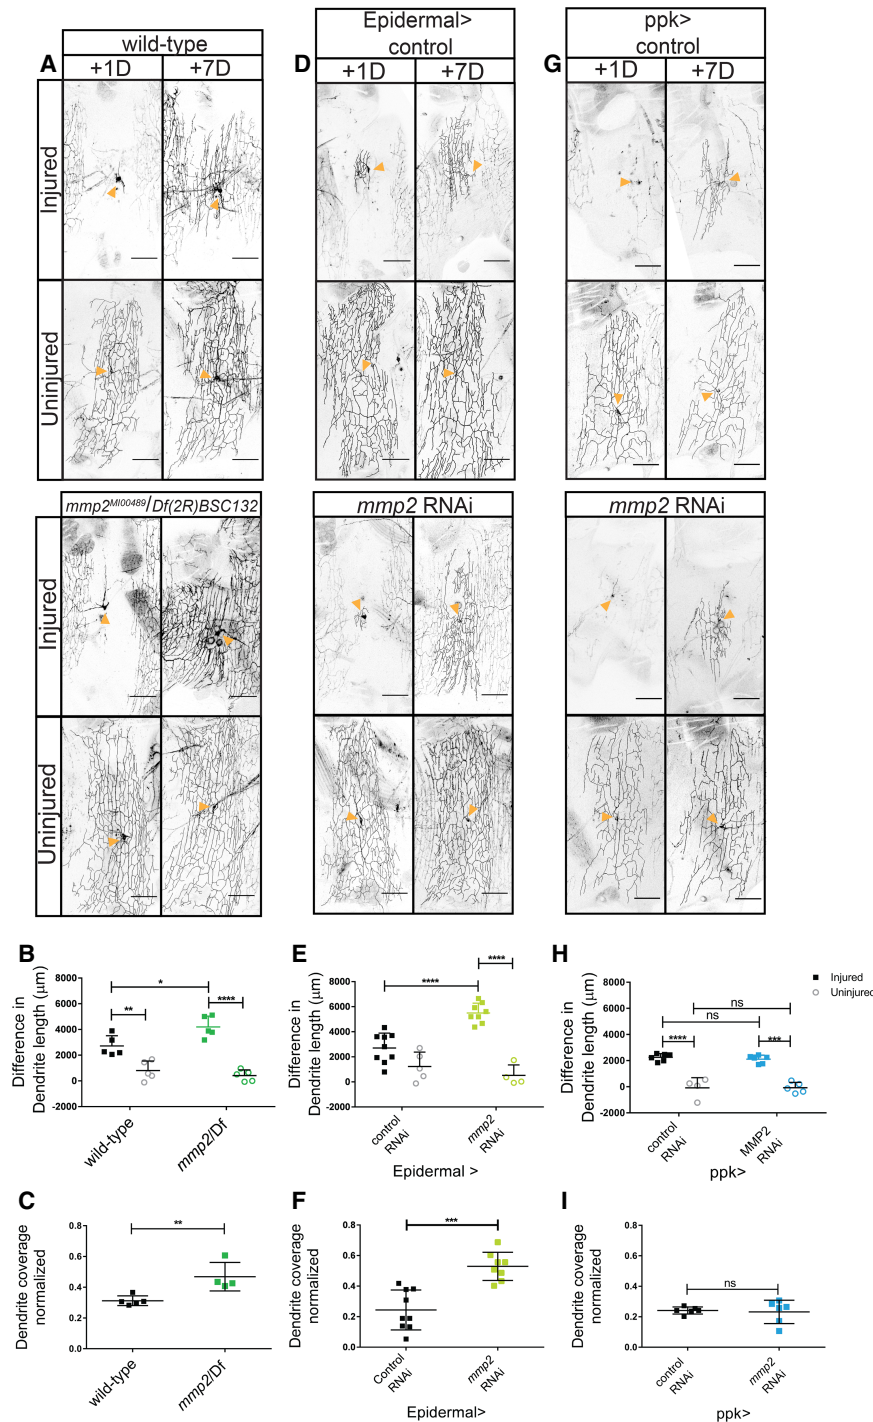 A
wild-type
+1D +7D
Injured
Uninjured
mmp2MI00489/Df(2R)BSC132
Injured
Uninjured
D
Epidermal>
control
+1D +7D
mmp2 RNAi
G
ppk>
control
+1D +7D
mmp2 RNAi
B
Difference in
Dendrite length (μm)
8000
6000
4000
2000
0
-2000
*
**
****
wild-type
mmp2/Df
E
Difference in
Dendrite length (μm)
8000
6000
4000
2000
0
-2000
****
****
control
RNAi
mmp2
RNAi
Epidermal >
H
Difference in
Dendrite length (μm)
8000
6000
4000
2000
0
-2000
ns
ns
****
***
control
RNAi
MMP2
RNAi
ppk>
Injured
Uninjured
C
Dendrite coverage
normalized
0.8
0.6
0.4
0.2
0.0
**
wild-type
mmp2/Df
F
Dendrite coverage
normalized
0.8
0.6
0.4
0.2
0.0
***
Control
RNAi
mmp2
RNAi
Epidermal>
I
Dendrite coverage
normalized
0.8
0.6
0.4
0.2
0.0
ns
control
RNAi
mmp2
RNAi
ppk>